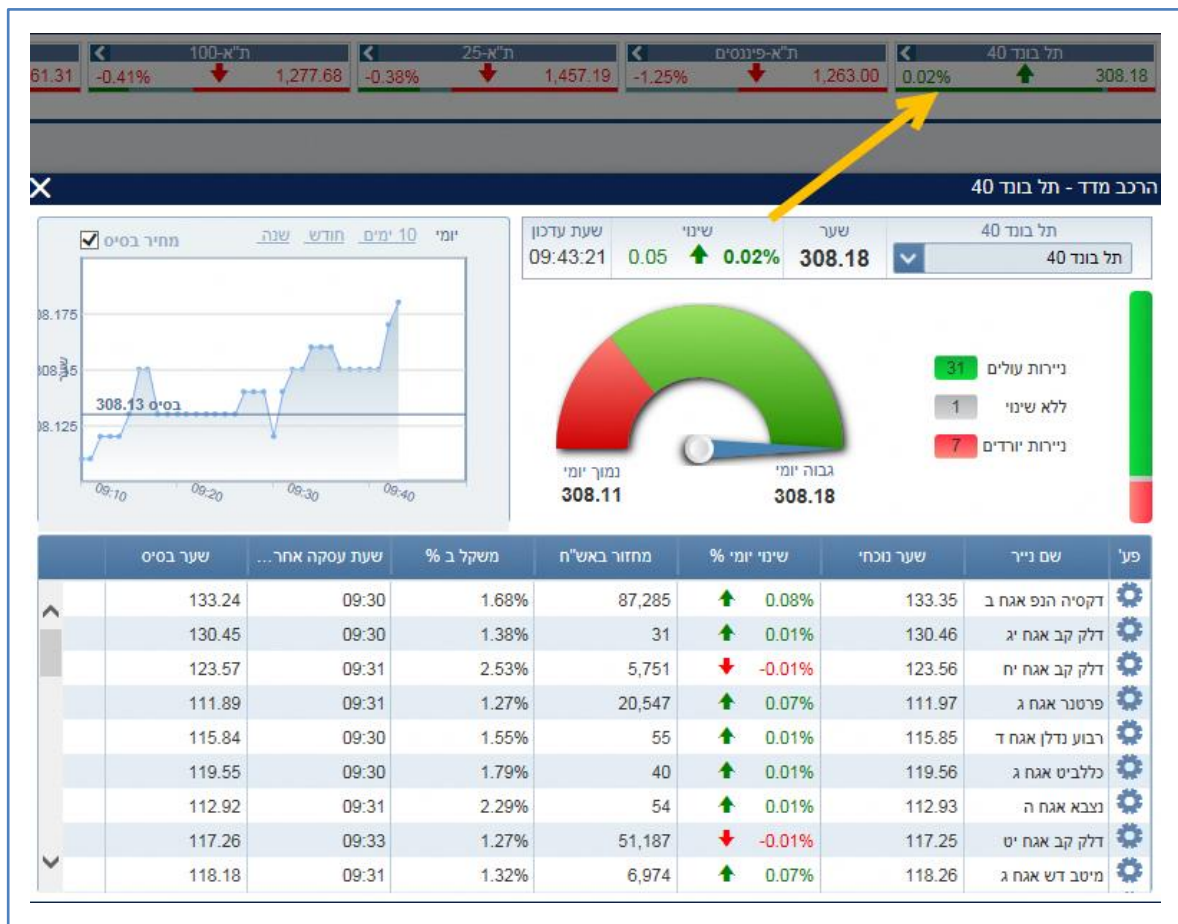 תל בונד 40
308.18 0.02%
ת"א-פיננסים
1,263.00 -1.25%
ת"א-25
1,457.19 -0.38%
ת"א-100
1,277.68 -0.41%
61.31
הרכב מדד - תל בונד 40
תל בונד 40 שער שינוי שעת עדכון
תל בונד 40 308.18 0.02% 0.05 09:43:21
יומי 10 ימים חודש שנה מחיר בסיס
8.175
308.15
שער
בסיס 308.13
8.125
09:10 09:20 09:30 09:40
גבוה יומי
308.18
נמוך יומי
308.11
ניירות עולים 31
ללא שינוי 1
ניירות יורדים 7
פע' שם נייר שער נוכחי שינוי יומי % מחזור באש"ח משקל ב % שעת עסקה אחר... שער בסיס
דקסיה הנפ אגח ב 133.35 0.08% 87,285 1.68% 09:30 133.24
דלק קב אגח יג 130.46 0.01% 31 1.38% 09:30 130.45
דלק קב אגח יח 123.56 -0.01% 5,751 2.53% 09:31 123.57
פרטנר אגח ג 111.97 0.07% 20,547 1.27% 09:31 111.89
רבוע נדלן אגח ד 115.85 0.01% 55 1.55% 09:30 115.84
כללביט אגח ג 119.56 0.01% 40 1.79% 09:30 119.55
נצבא אגח ה 112.93 0.01% 54 2.29% 09:31 112.92
דלק קב אגח יט 117.25 -0.01% 51,187 1.27% 09:33 117.26
מיטב דש אגח ג 118.26 0.07% 6,974 1.32% 09:31 118.18